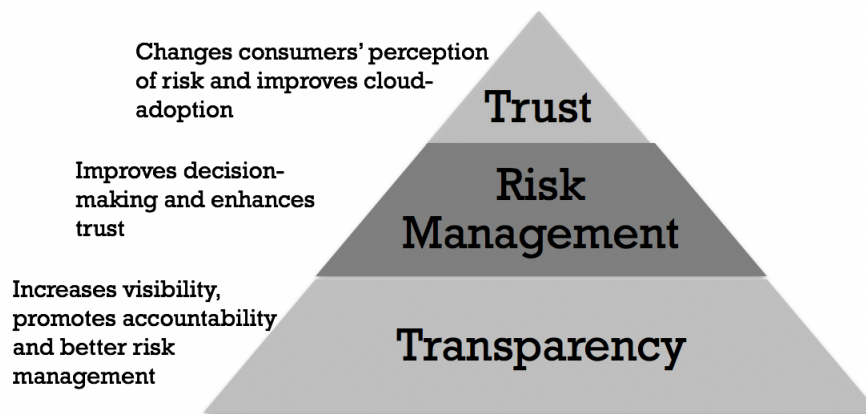 Changes consumers’ perception
of risk and improves cloud-
adoption
Trust
Improves decision-
making and enhances
trust
Risk
Management
Increases visibility,
promotes accountability
and better risk
management
Transparency